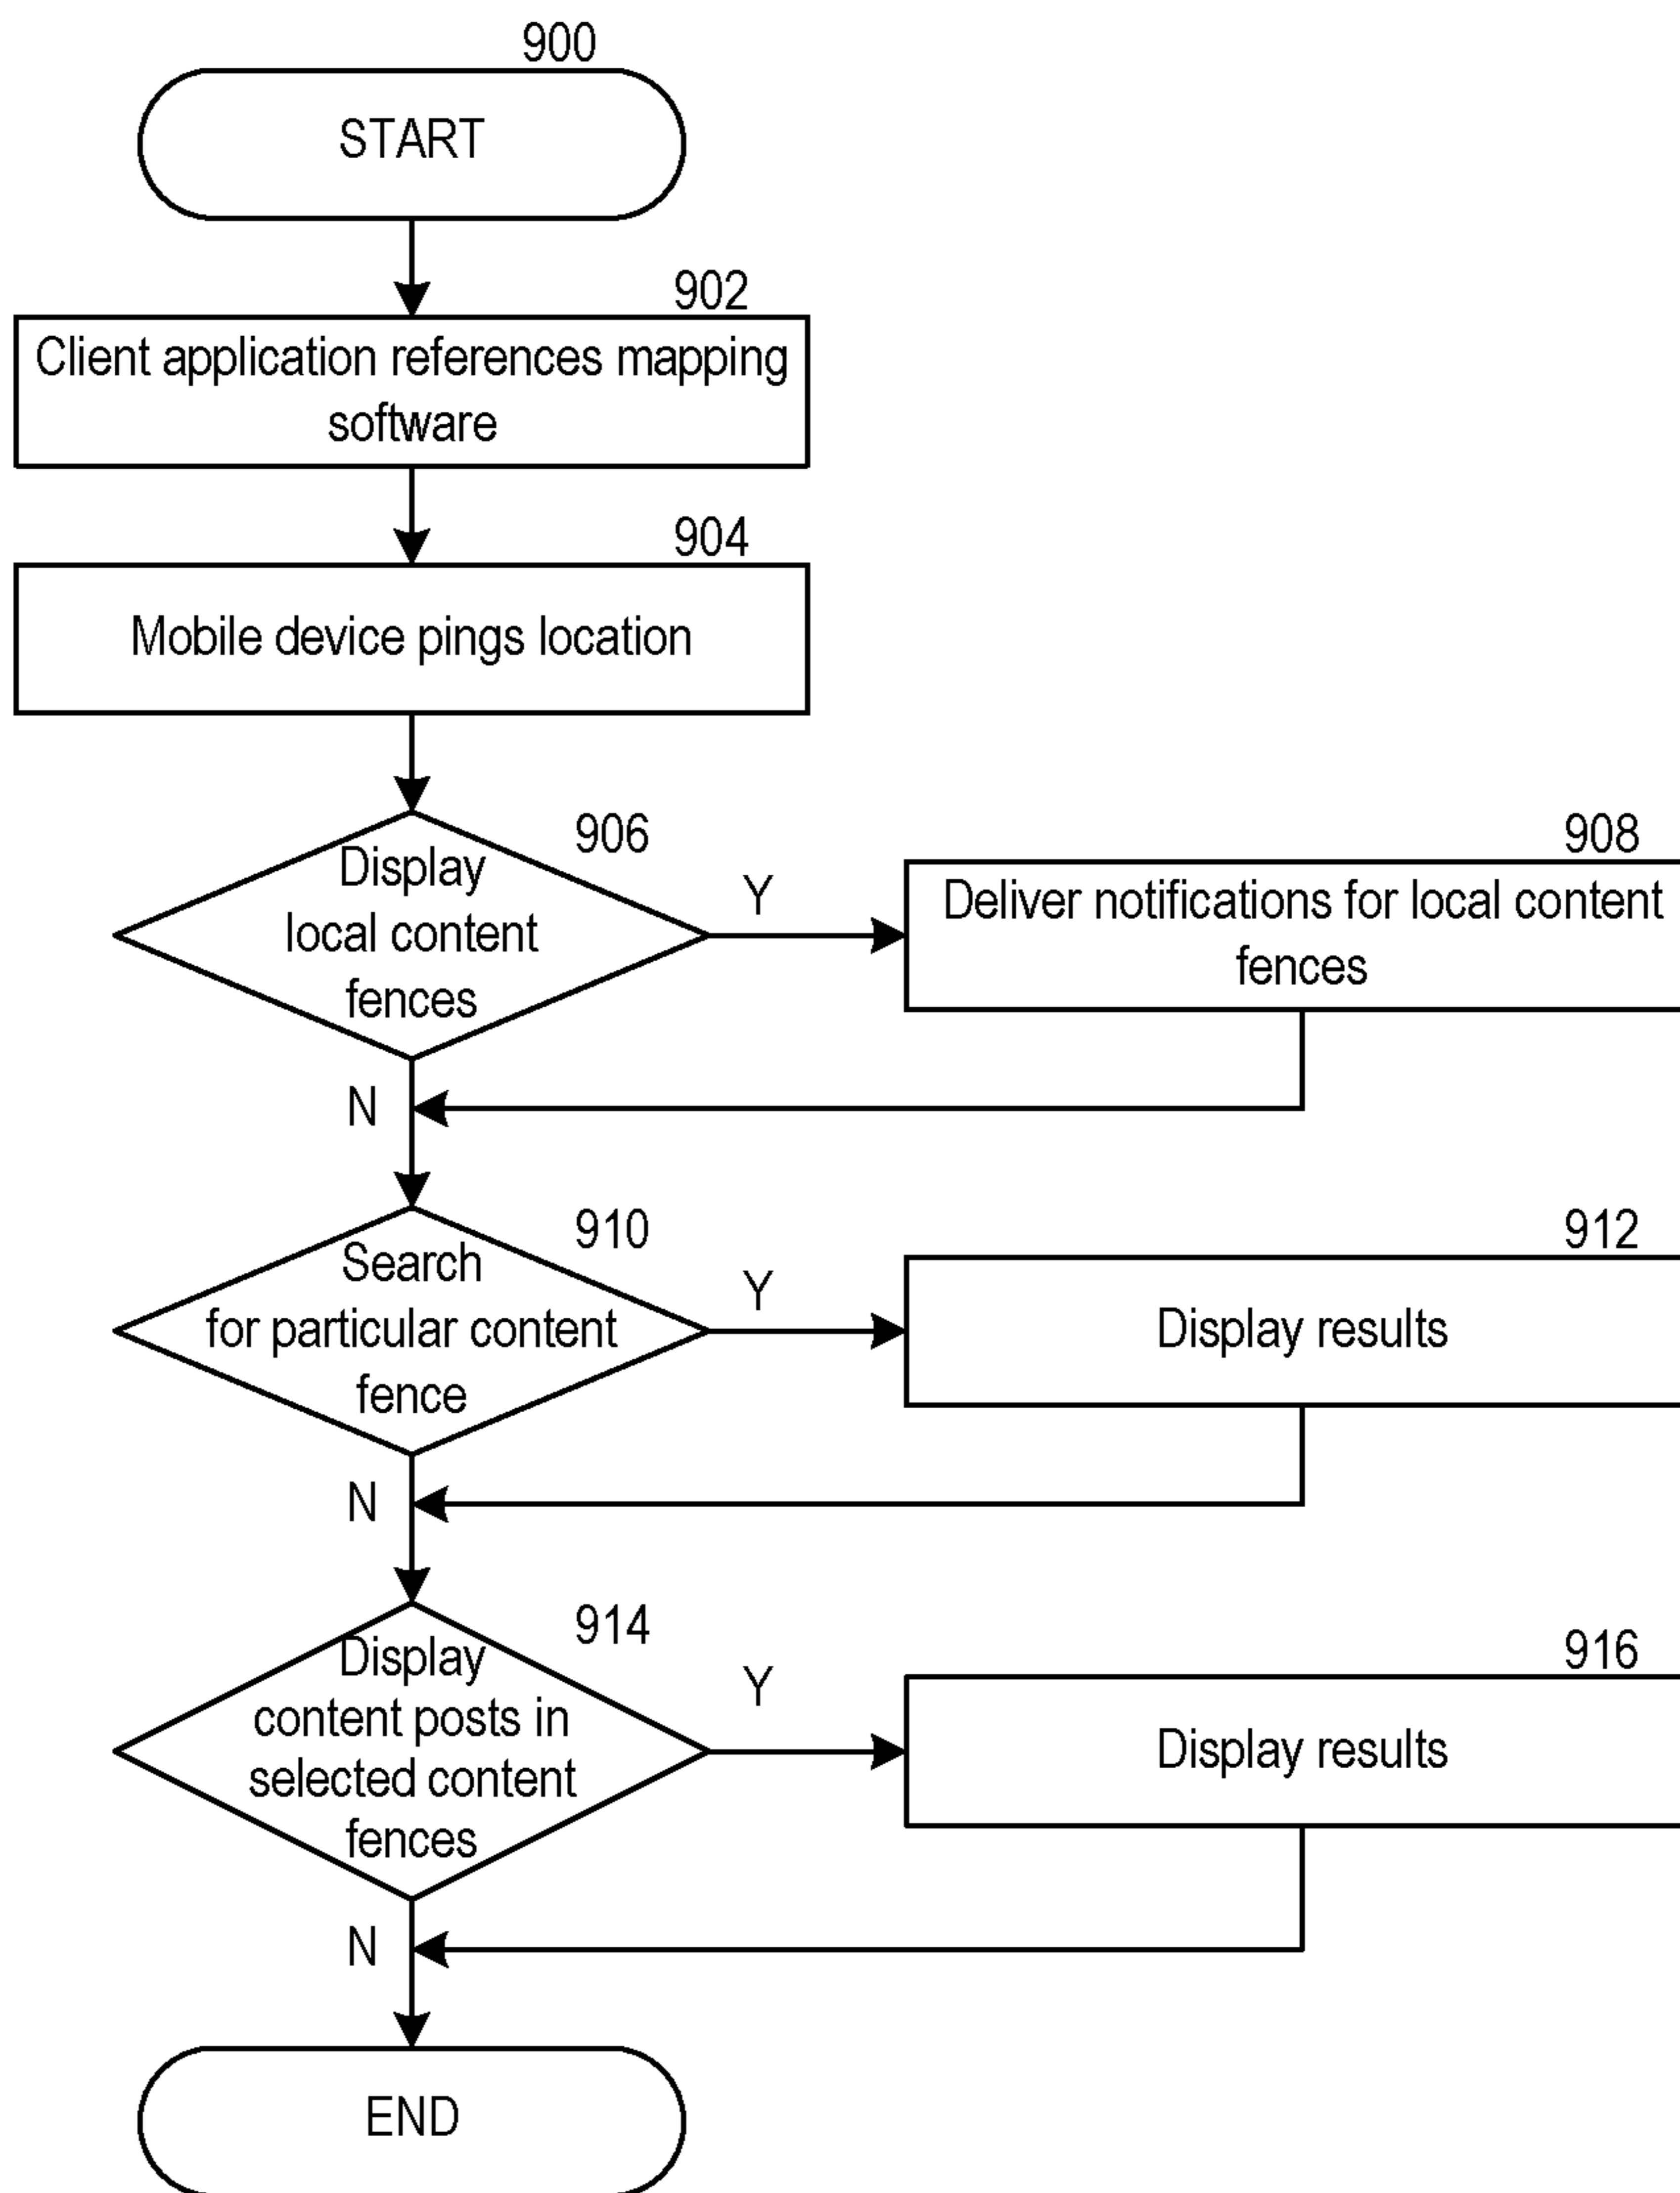 900
START
902
Client application references mapping
software
904
Mobile device pings location
906
Display
local content
fences
Y
908
Deliver notifications for local content
fences
N
910
Search
for particular content
fence
Y
912
Display results
N
914
Display
content posts in
selected content
fences
Y
916
Display results
N
END